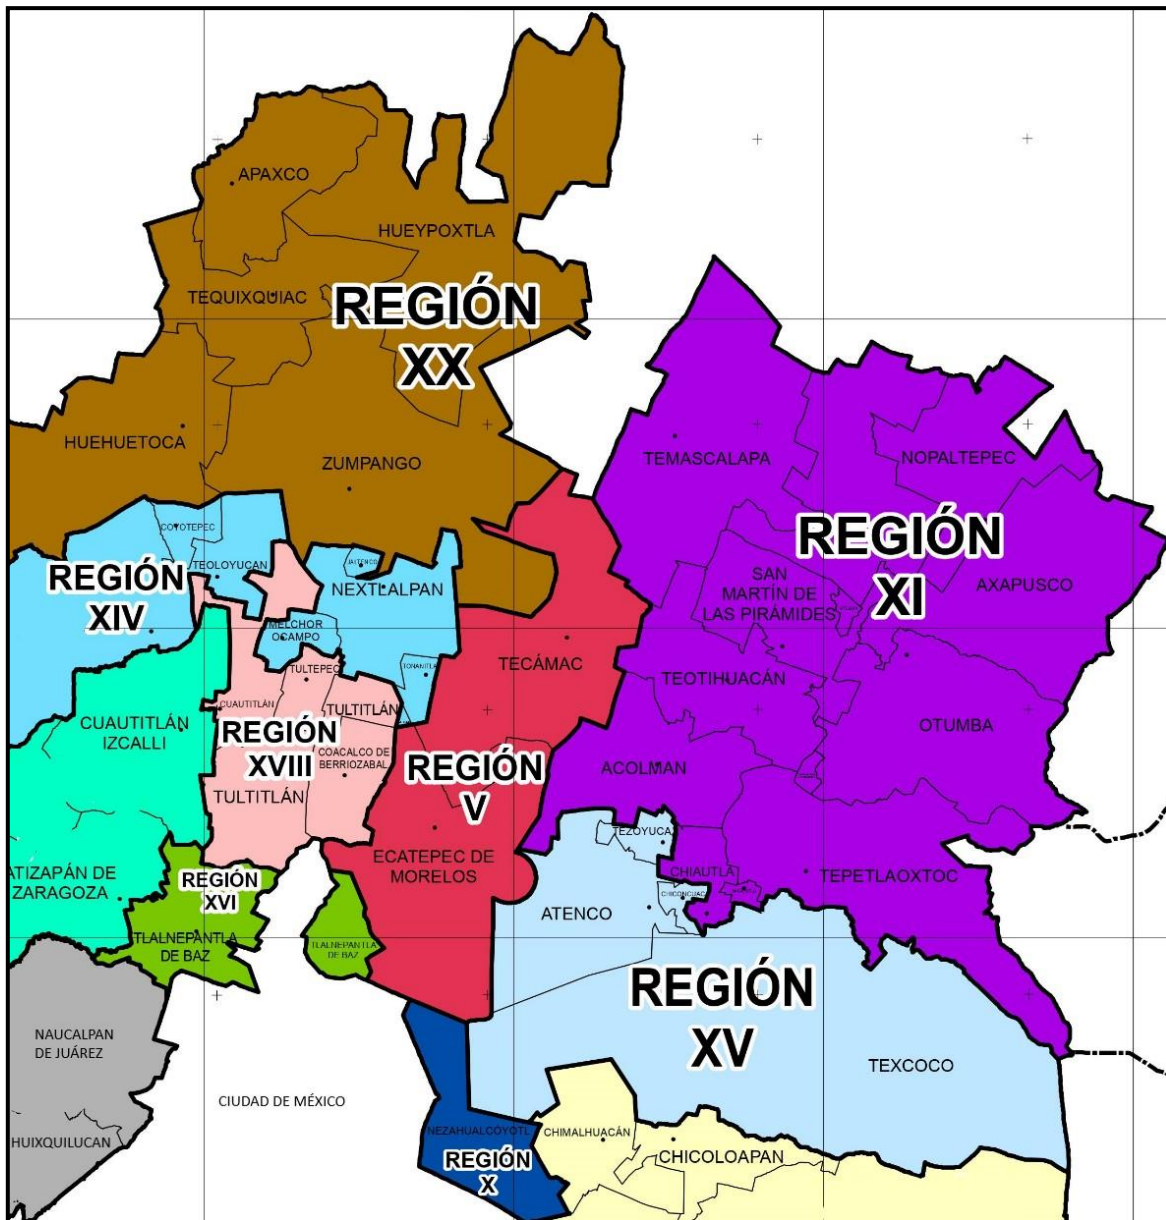 APAXCO
HUEYPOXTLA
TEQUIXQUIAC
REGIÓN
XX
HUEHUETOCA
ZUMPANGO
TEMASCALAPA
NOPALTEPEC
COYOTEPEC
TEOLOYUCAN
REGIÓN
XIV
JALTENCO
NEXTLALPAN
REGIÓN
XI
SAN
MARTÍN DE
LAS PIRÁMIDES
AXAPUSCO
MELCHOR
OCAMPO
TULTEPEC
TONANITLA
TECÁMAC
TEOTIHUACÁN
OTUMBA
CUAUTITLÁN
IZCALLI
CUAUTITLÁN
TULTITLÁN
REGIÓN
XVIII
COACALCO DE
BERRIOZABAL
TULTITLÁN
REGIÓN
V
ACOLMAN
TEZOYUCA
ECATEPEC DE
MORELOS
ATIZAPÁN DE
ZARAGOZA
REGIÓN
XVI
CHIAUTLA
TEPETLAOXTOC
CHICONCUAC
ATENCO
TLALNEPANTLA
DE BAZ
TLALNEPANTLA
DE BAZ
REGIÓN
XV
NAUCALPAN
DE JUÁREZ
TEXCOCO
CIUDAD DE MÉXICO
HUIXQUILUCAN
NEZAHUALCOYOTL
CHIMALHUACÁN
REGIÓN
X
CHICOLOAPAN